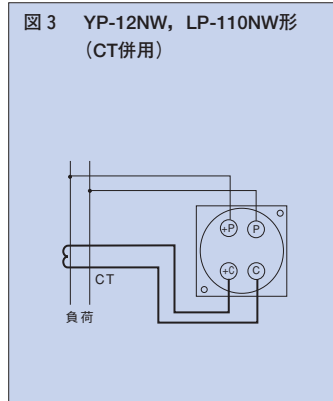 図 3 YP-12NW，LP-110NW形
（CT併用）
+P P
+C C
CT
負 荷